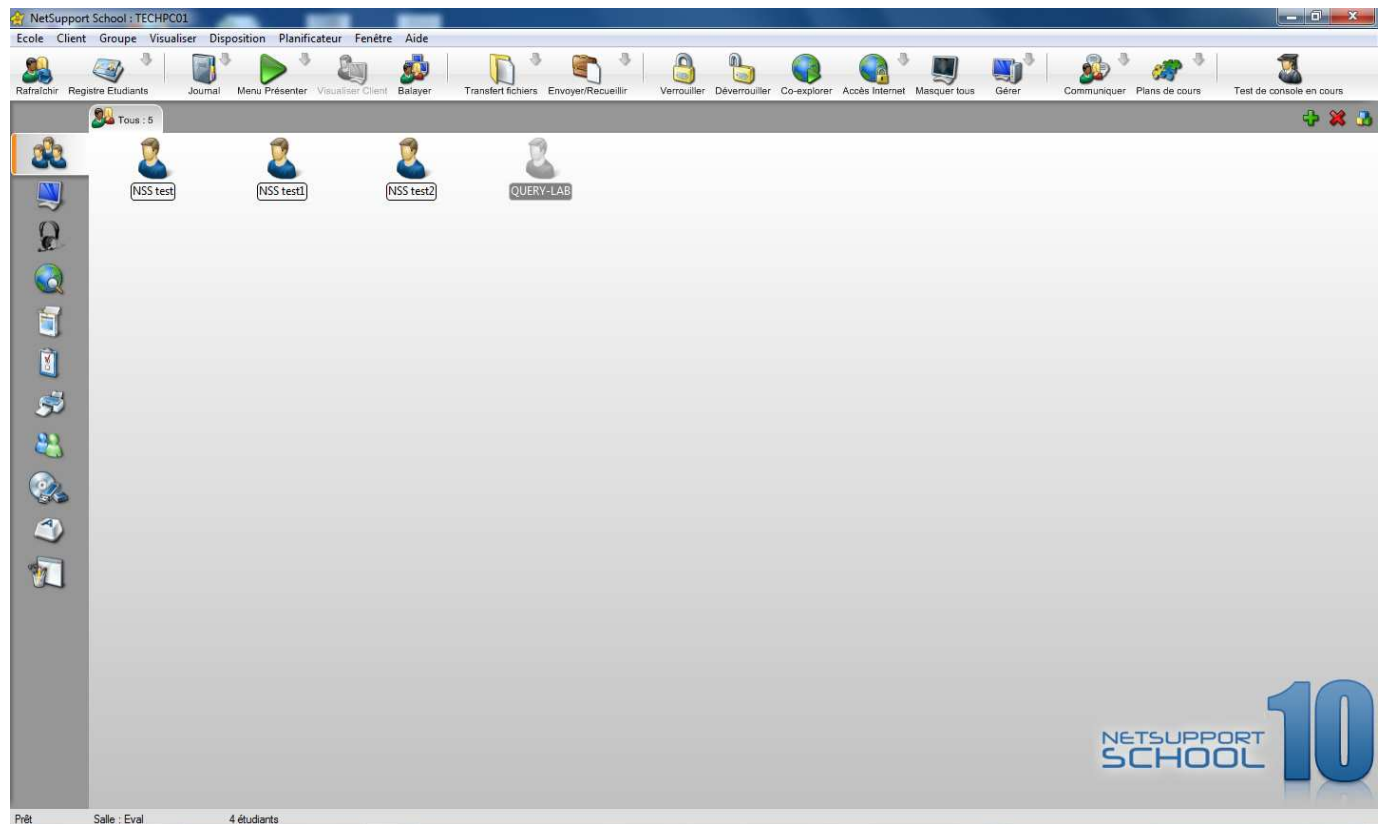 NetSupport School : TECHPC01
Ecole Client Groupe Visualiser Disposition Planificateur Fenêtre Aide
Rafraîchir Registre Etudiants Journal Menu Présenter Visualiser Client Balayer Transfert fichiers Envoyer/Recueillir Verrouiller Déverrouiller Co-explorer Accès Internet Masquer tous Gérer Communiquer Plans de cours Test de console en cours
Tous : 5
NSS test NSS test1 NSS test2 QUERY-LAB
10
NETSUPPORT
SCHOOL
Prêt Salle : Eval 4 étudiants